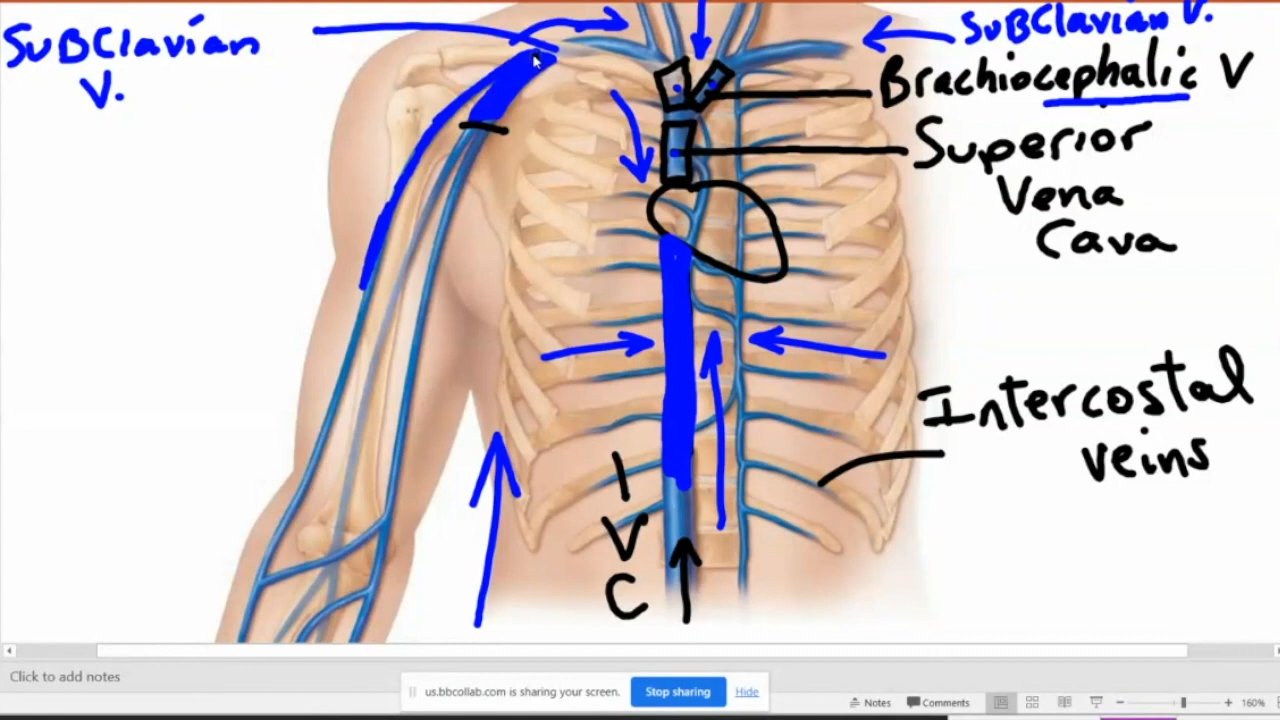 SuBClavian
V.
SuBClavian V.
Brachiocephalic V
Superior
Vena
Cava
Intercostal
veins
I
V
C
Click to add notes
us.bbcollab.com is sharing your screen.
Stop sharing
Hide
Notes
Comments
160%